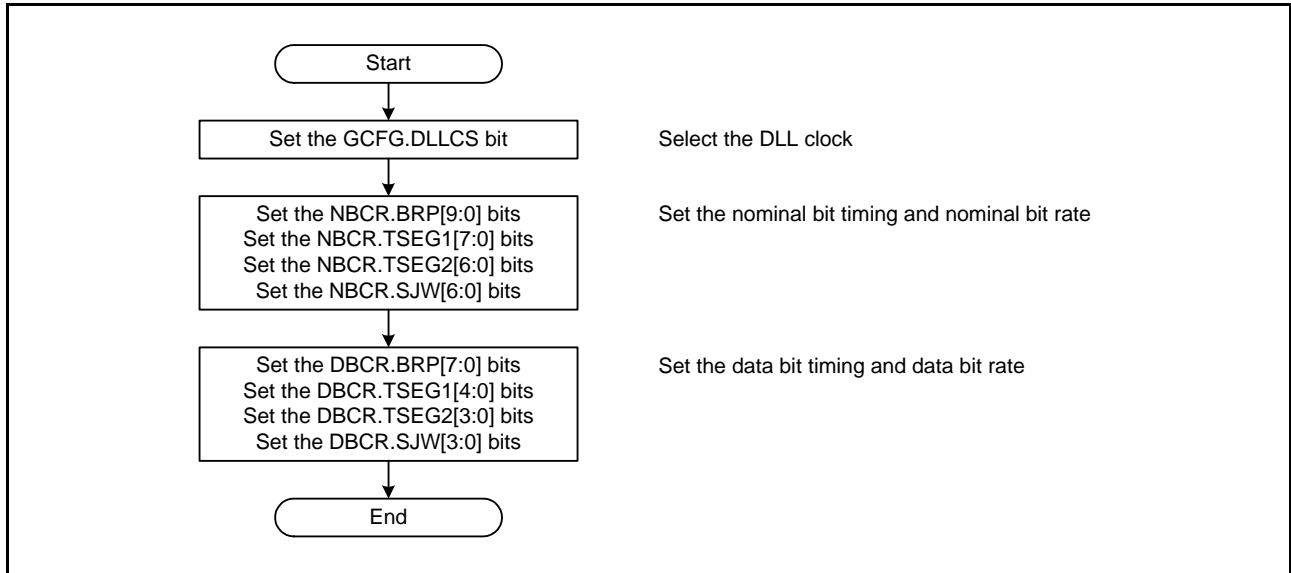 Start
Set the GCFG.DLLCS bit
Select the DLL clock
Set the NBCR.BRP[9:0] bits
Set the nominal bit timing and nominal bit rate
Set the NBCR.TSEG1[7:0] bits
Set the NBCR.TSEG2[6:0] bits
Set the NBCR.SJW[6:0] bits
Set the DBCR.BRP[7:0] bits
Set the data bit timing and data bit rate
Set the DBCR.TSEG1[4:0] bits
Set the DBCR.TSEG2[3:0] bits
Set the DBCR.SJW[3:0] bits
End